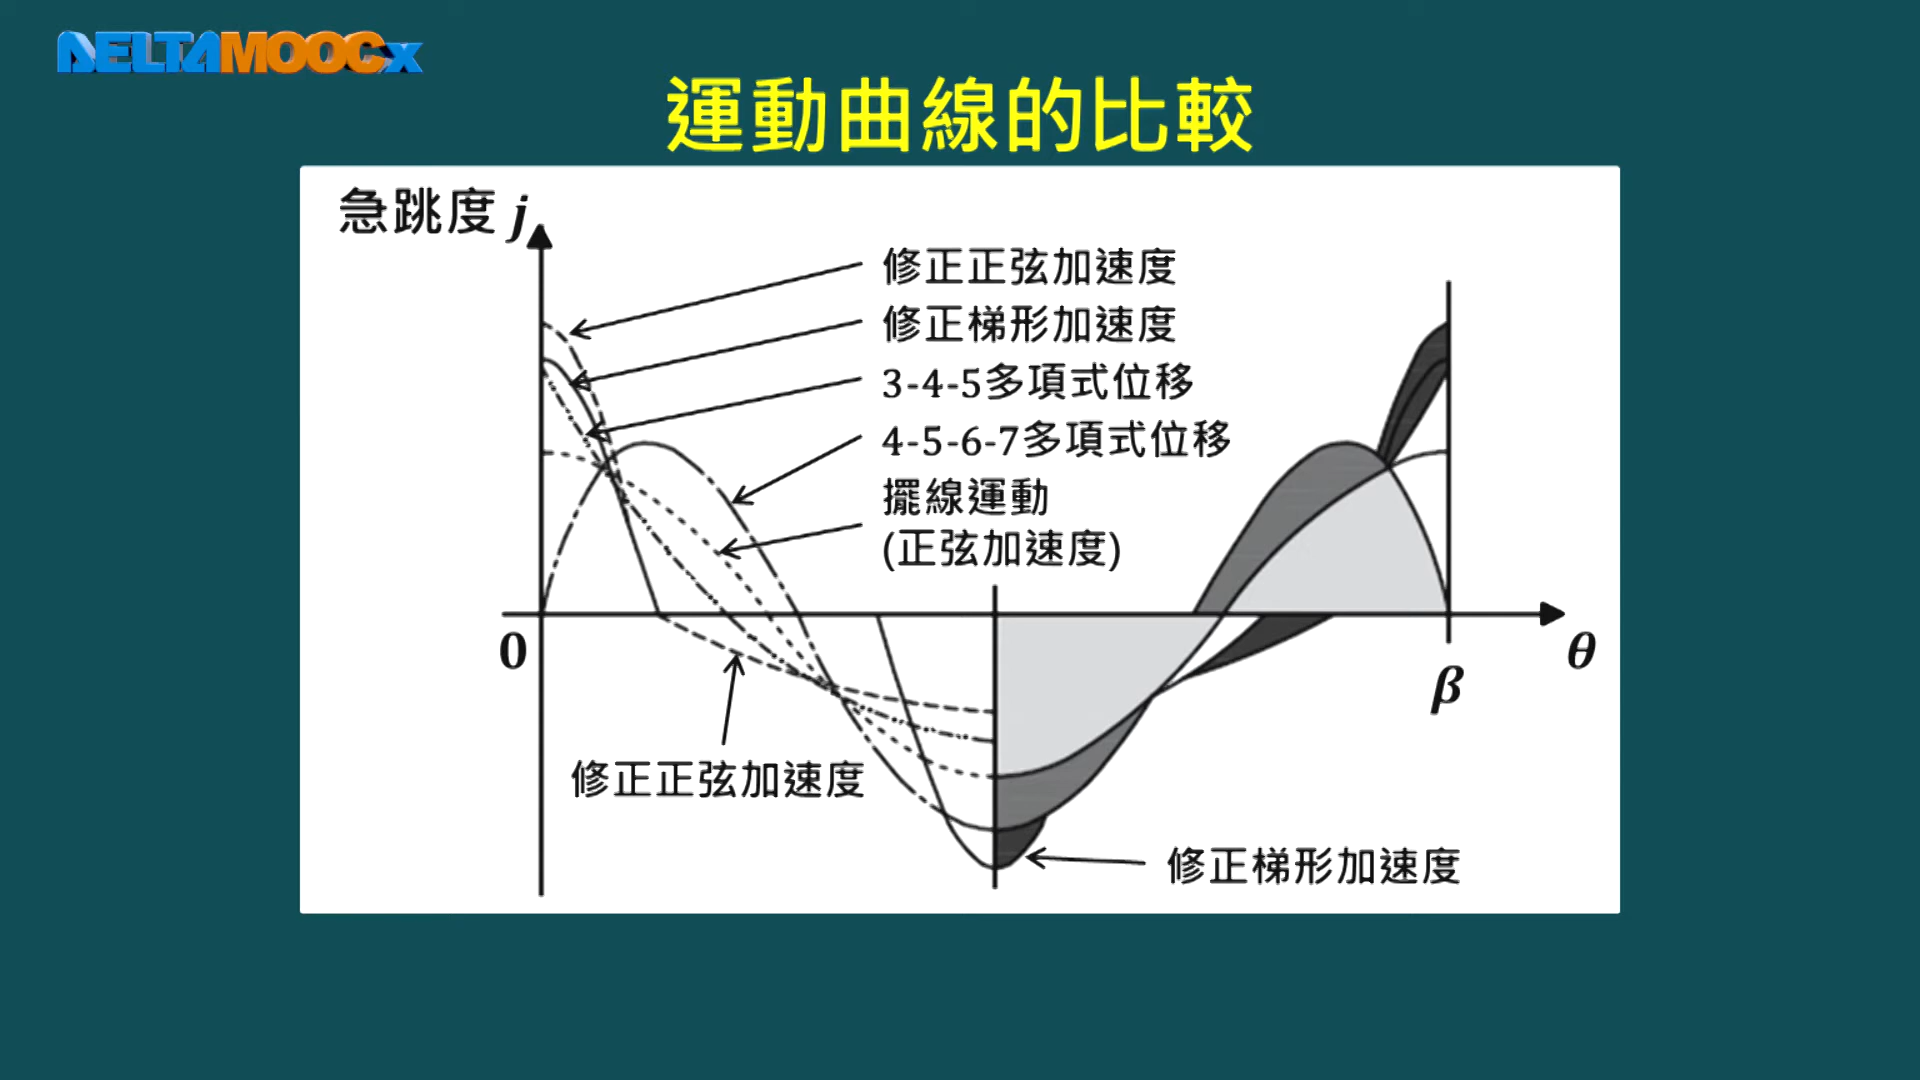 DELTAMOOCx
運動曲線的比較
急跳度 j
修正正弦加速度
修正梯形加速度
3-4-5多項式位移
4-5-6-7多項式位移
擺線運動
(正弦加速度)
0
θ
β
修正正弦加速度
修正梯形加速度